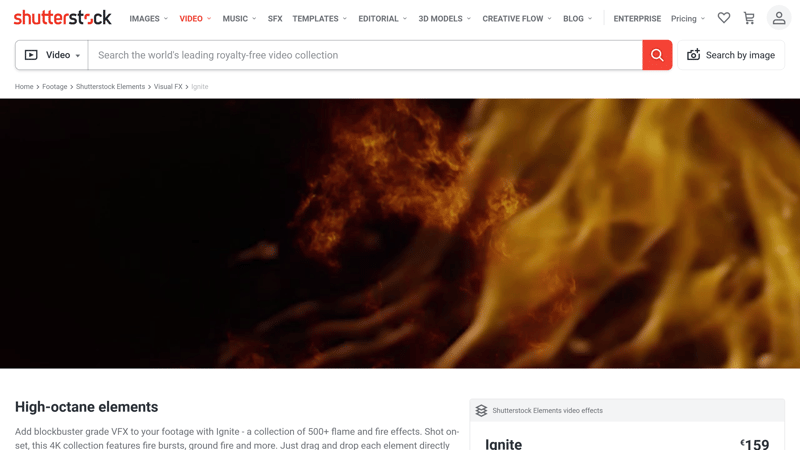 shutterstock IMAGES VIDEO MUSIC SFX TEMPLATES EDITORIAL 3D MODELS CREATIVE FLOW BLOG ENTERPRISE Pricing
Video Search the world's leading royalty-free video collection Search by image
Home > Footage > Shutterstock Elements > Visual FX > Ignite
High-octane elements
Add blockbuster grade VFX to your footage with Ignite - a collection of 500+ flame and fire effects. Shot on-
set, this 4K collection features fire bursts, ground fire and more. Just drag and drop each element directly
Shutterstock Elements video effects
Ignite €159